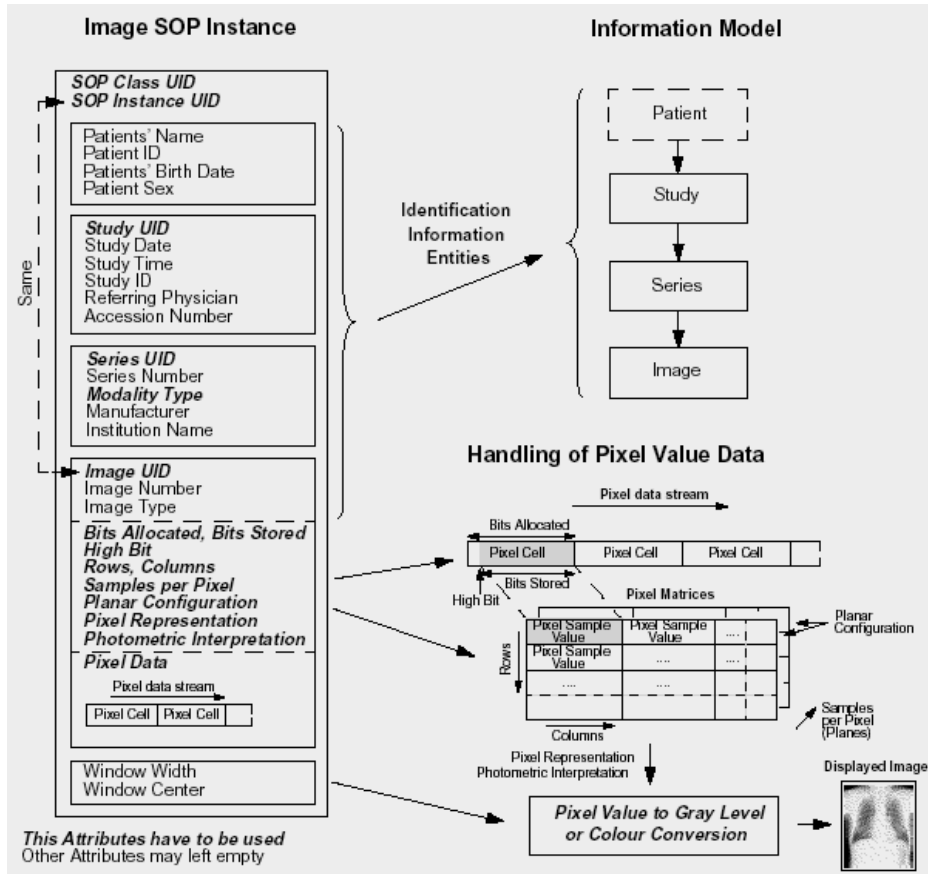 Image SOP Instance
SOP Class UID
SOP Instance UID
Same
Patients' Name
Patient ID
Patients' Birth Date
Patient Sex
Study UID
Study Date
Study Time
Study ID
Referring Physician
Accession Number
Series UID
Series Number
Modality Type
Manufacturer
Institution Name
Image UID
Image Number
Image Type
Bits Allocated, Bits Stored
High Bit
Rows, Columns
Samples per Pixel
Planar Configuration
Pixel Representation
Photometric Interpretation
Pixel Data
Pixel data stream
Pixel Cell Pixel Cell
Window Width
Window Center
This Attributes have to be used
Other Attributes may left empty
Identification
Information
Entities
Information Model
Patient
Study
Series
Image
Handling of Pixel Value Data
Pixel data stream
Bits Allocated
Pixel Cell Pixel Cell Pixel Cell
Bits Stored
High Bit
Pixel Matrices
Pixel Sample Value
Pixel Sample Value
....
Pixel Sample Value
....
....
....
....
Rows
Columns
Planar
Configuration
Samples
per Pixel
(Planes)
Pixel Representation
Photometric Interpretation
Pixel Value to Gray Level
or Colour Conversion
Displayed Image